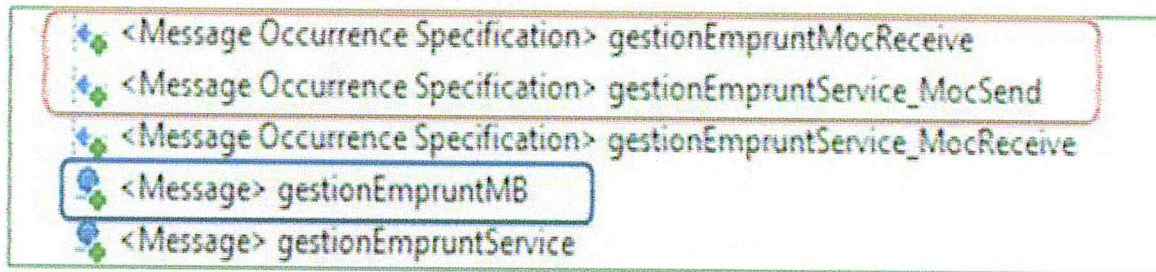 <Message Occurrence Specification> gestionEmpruntMocReceive
<Message Occurrence Specification> gestionEmpruntService_MocSend
<Message Occurrence Specification> gestionEmpruntService_MocReceive
<Message> gestionEmpruntMB
<Message> gestionEmpruntService